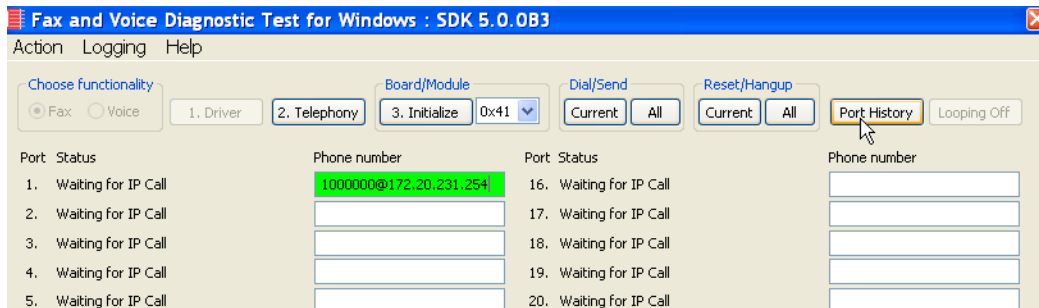 Fax and Voice Diagnostic Test for Windows : SDK 5.0.0B3
Action Logging Help
Choose functionality Board/Module Dial/Send Reset/Hangup
Fax Voice 1. Driver 2. Telephony 3. Initialize 0x41 Current All Current All Port History Looping Off
Port Status Phone number Port Status Phone number
1. Waiting for IP Call 1000000@172.20.231.254 16. Waiting for IP Call
2. Waiting for IP Call 17. Waiting for IP Call
3. Waiting for IP Call 18. Waiting for IP Call
4. Waiting for IP Call 19. Waiting for IP Call
5. Waiting for IP Call 20. Waiting for IP Call